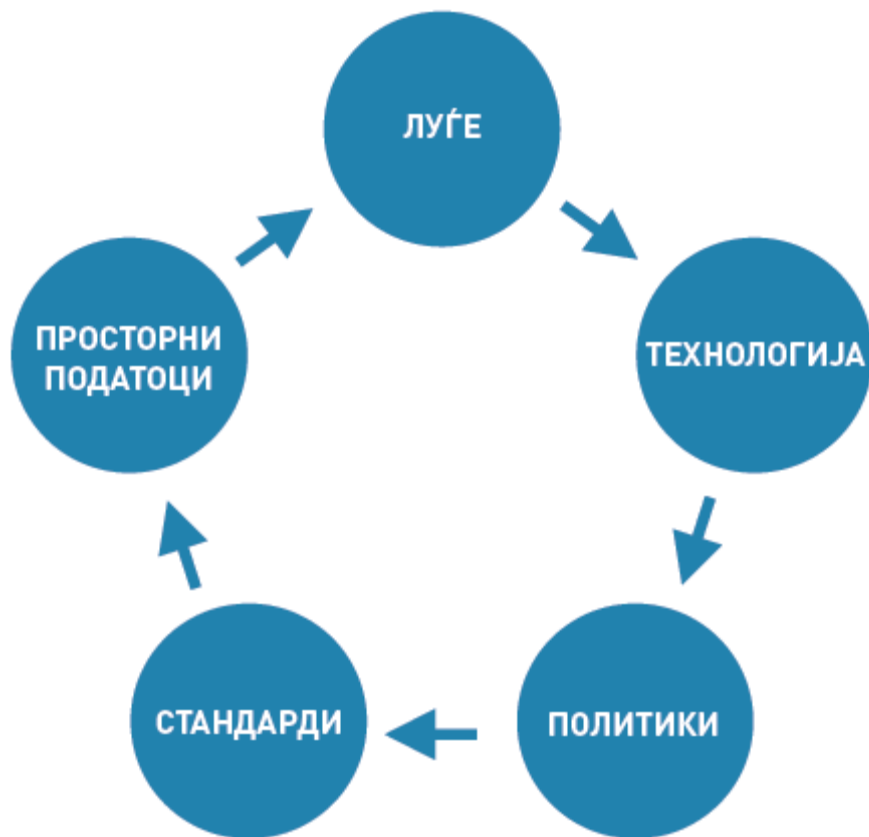 ЛУЃЕ
ТЕХНОЛОГИЈА
ПОЛИТИКИ
СТАНДАРДИ
ПРОСТОРНИ
ПОДАТОЦИ